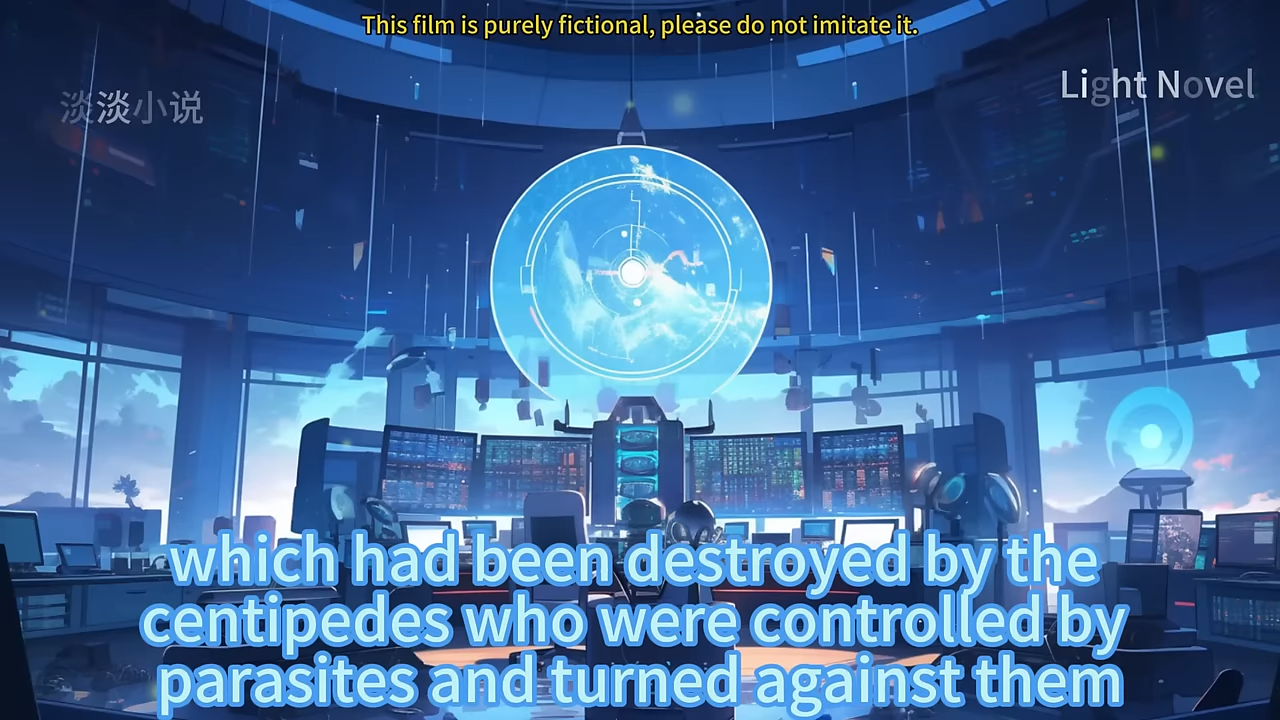 This film is purely fictional, please do not imitate it.
淡淡小说
Light Novel
which had been destroyed by the
centipedes who were controlled by
parasites and turned against them